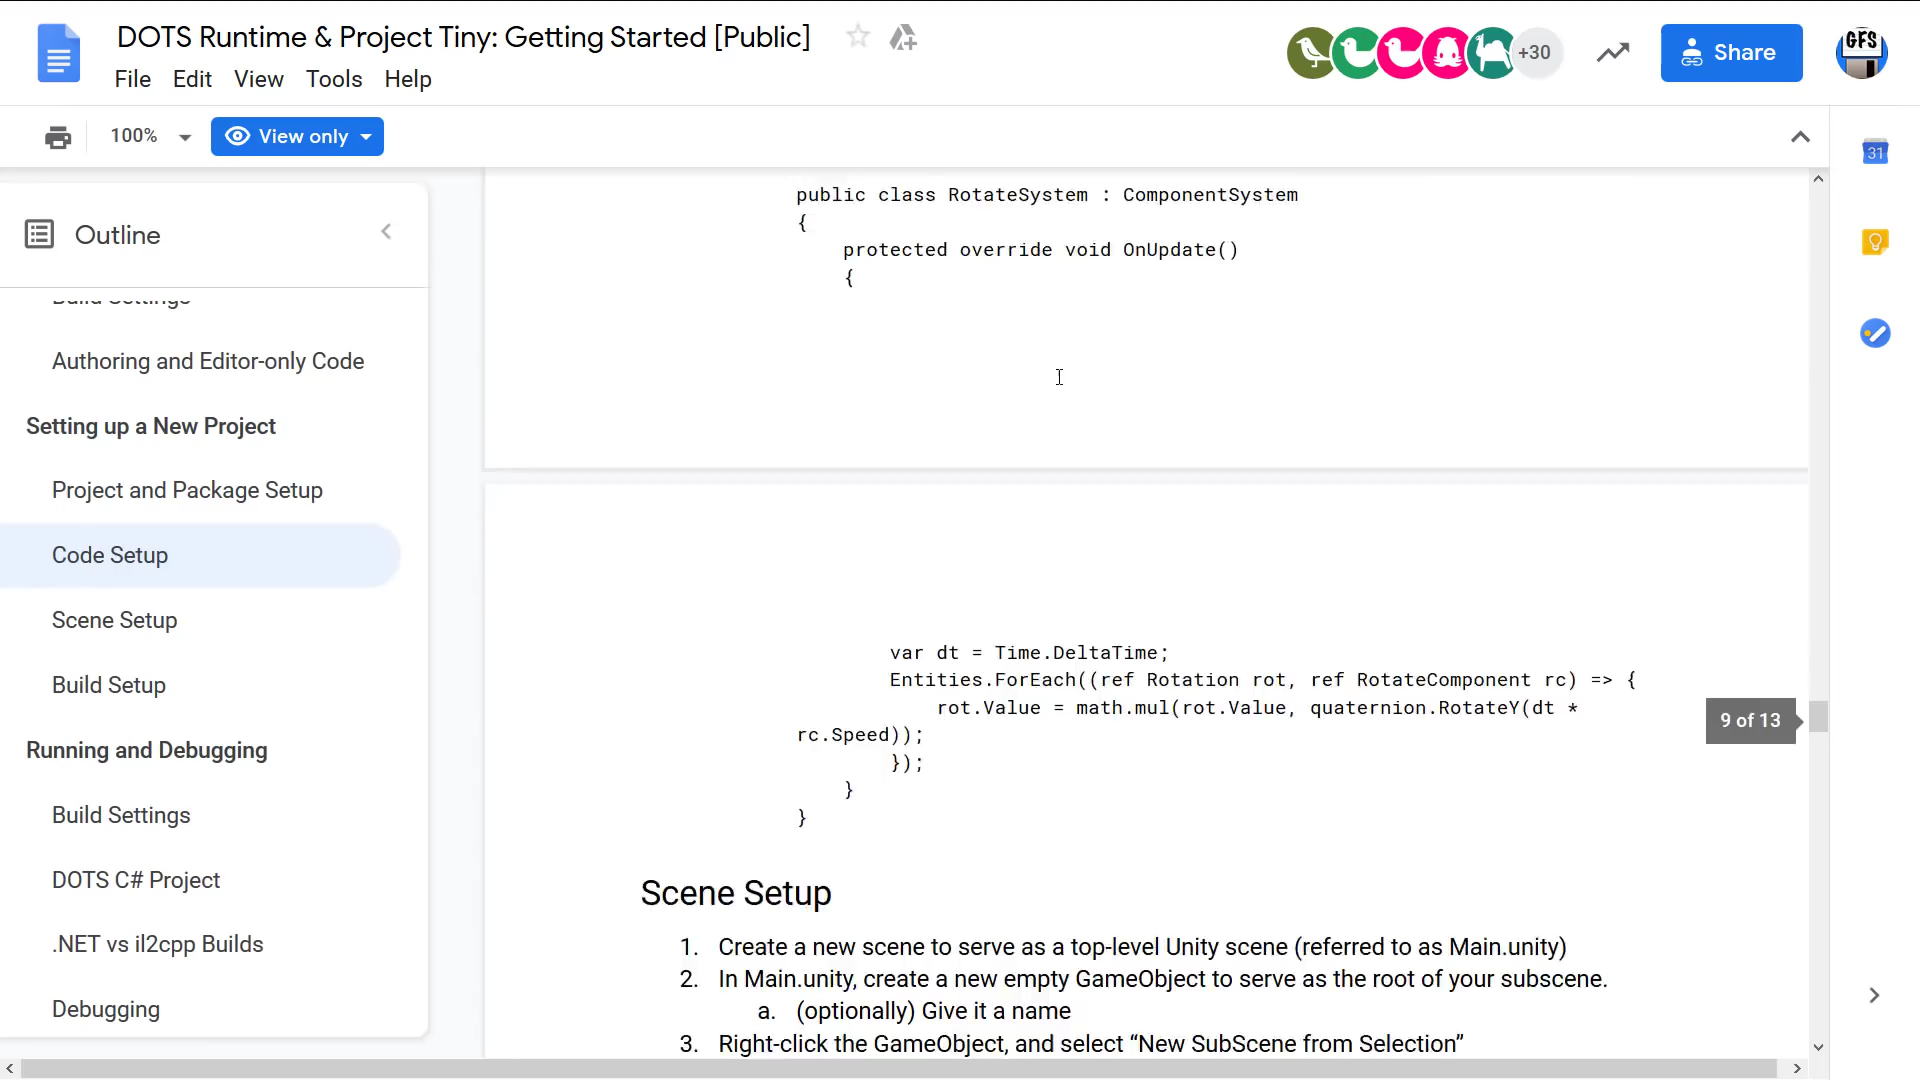 DOTS Runtime & Project Tiny: Getting Started [Public]
File Edit View Tools Help
+30
Share
GFS
100%
View only
31
Outline
Build Settings
Authoring and Editor-only Code
Setting up a New Project
Project and Package Setup
Code Setup
Scene Setup
Build Setup
Running and Debugging
Build Settings
DOTS C# Project
.NET vs il2cpp Builds
Debugging
public class RotateSystem : ComponentSystem
{
protected override void OnUpdate()
{
var dt = Time.DeltaTime;
Entities.ForEach((ref Rotation rot, ref RotateComponent rc) => {
rot.Value = math.mul(rot.Value, quaternion.RotateY(dt *
rc.Speed));
});
}
}
9 of 13
Scene Setup
1. Create a new scene to serve as a top-level Unity scene (referred to as Main.unity)
2. In Main.unity, create a new empty GameObject to serve as the root of your subscene.
a. (optionally) Give it a name
3. Right-click the GameObject, and select “New SubScene from Selection”